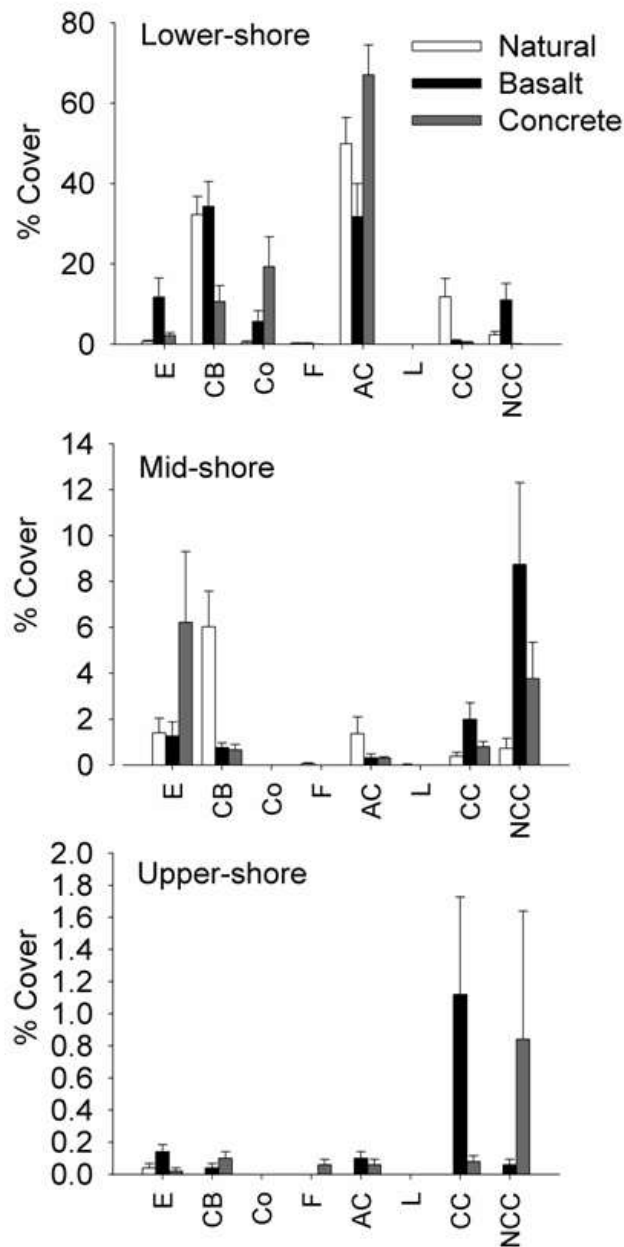 80
Lower-shore
Natural
Basalt
Concrete
60
40
20
0
% Cover
E CB Co F AC L CC NCC
14
Mid-shore
12
10
8
6
4
2
0
% Cover
E CB Co F AC L CC NCC
2.0
Upper-shore
1.8
1.6
1.4
1.2
1.0
0.8
0.6
0.4
0.2
0.0
% Cover
E CB Co F AC L CC NCC